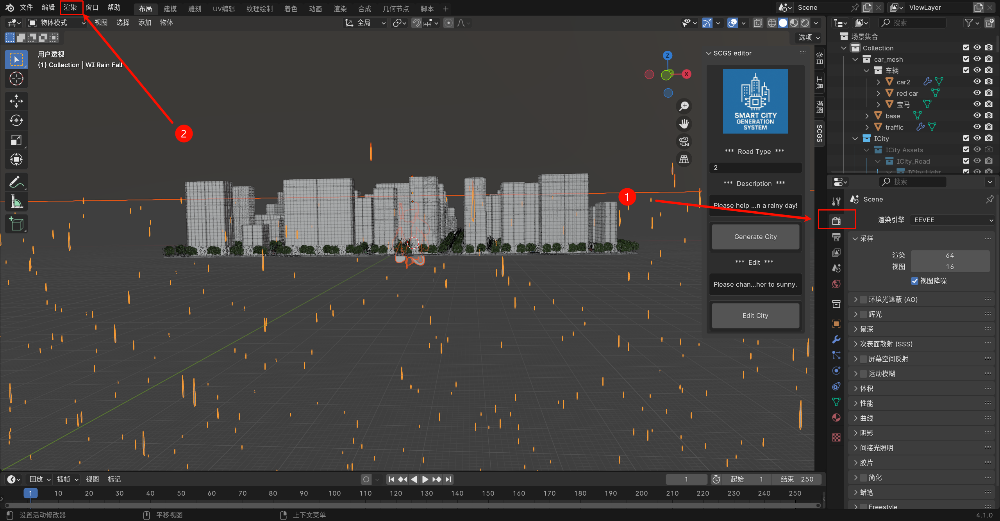 文件 编辑 渲染 窗口 帮助 布局 建模 雕刻 UV编辑 纹理绘制 着色 动画 渲染 合成 几何节点 脚本 + Scene ViewLayer
物体模式 视图 选择 添加 物体 全局 搜索
选项
用户透视
(1) Collection | WI Rain Fall
Z
X
2
1
SCGS editor
SMART CITY
GENERATION
SYSTEM
*** Road Type ***
2
*** Description ***
Please help ...n a rainy day!
Generate City
*** Edit ***
Please chan...her to sunny.
Edit City
条目
工具
视图
SCGS
场景集合
Collection
car_mesh
车辆
car2
red car
宝马
base
traffic
ICity
ICity Assets
ICity_Road
ICity_Light
搜索
Scene
渲染引擎 EEVEE
采样
渲染 64
视图 16
视图降噪
环境光遮蔽 (AO)
辉光
景深
次表面散射 (SSS)
屏幕空间反射
运动模糊
体积
性能
曲线
阴影
间接光照明
胶片
简化
蜡笔
Freestyle
回放 插帧 视图 标记 1 起始 1 结束 250
1 10 20 30 40 50 60 70 80 90 100 110 120 130 140 150 160 170 180 190 200 210 220 230 240 250
设置活动修改器 平移视图 上下文菜单 4.1.0